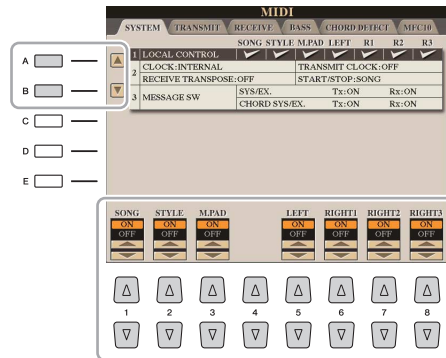 MIDI
SYSTEM TRANSMIT RECEIVE BASS CHORD DETECT MFC10
SONG STYLE M.PAD LEFT R1 R2 R3
1 LOCAL CONTROL
2 CLOCK:INTERNAL TRANSMIT CLOCK:OFF
RECEIVE TRANSPOSE:OFF START/STOP:SONG
3 MESSAGE SW SYS/EX. Tx:ON Rx:ON
CHORD SYS/EX. Tx:ON Rx:ON
A
B
C
D
E
SONG STYLE M.PAD LEFT RIGHT1 RIGHT2 RIGHT3
ON ON ON ON ON ON ON
OFF OFF OFF OFF OFF OFF OFF
1 2 3 4 5 6 7 8